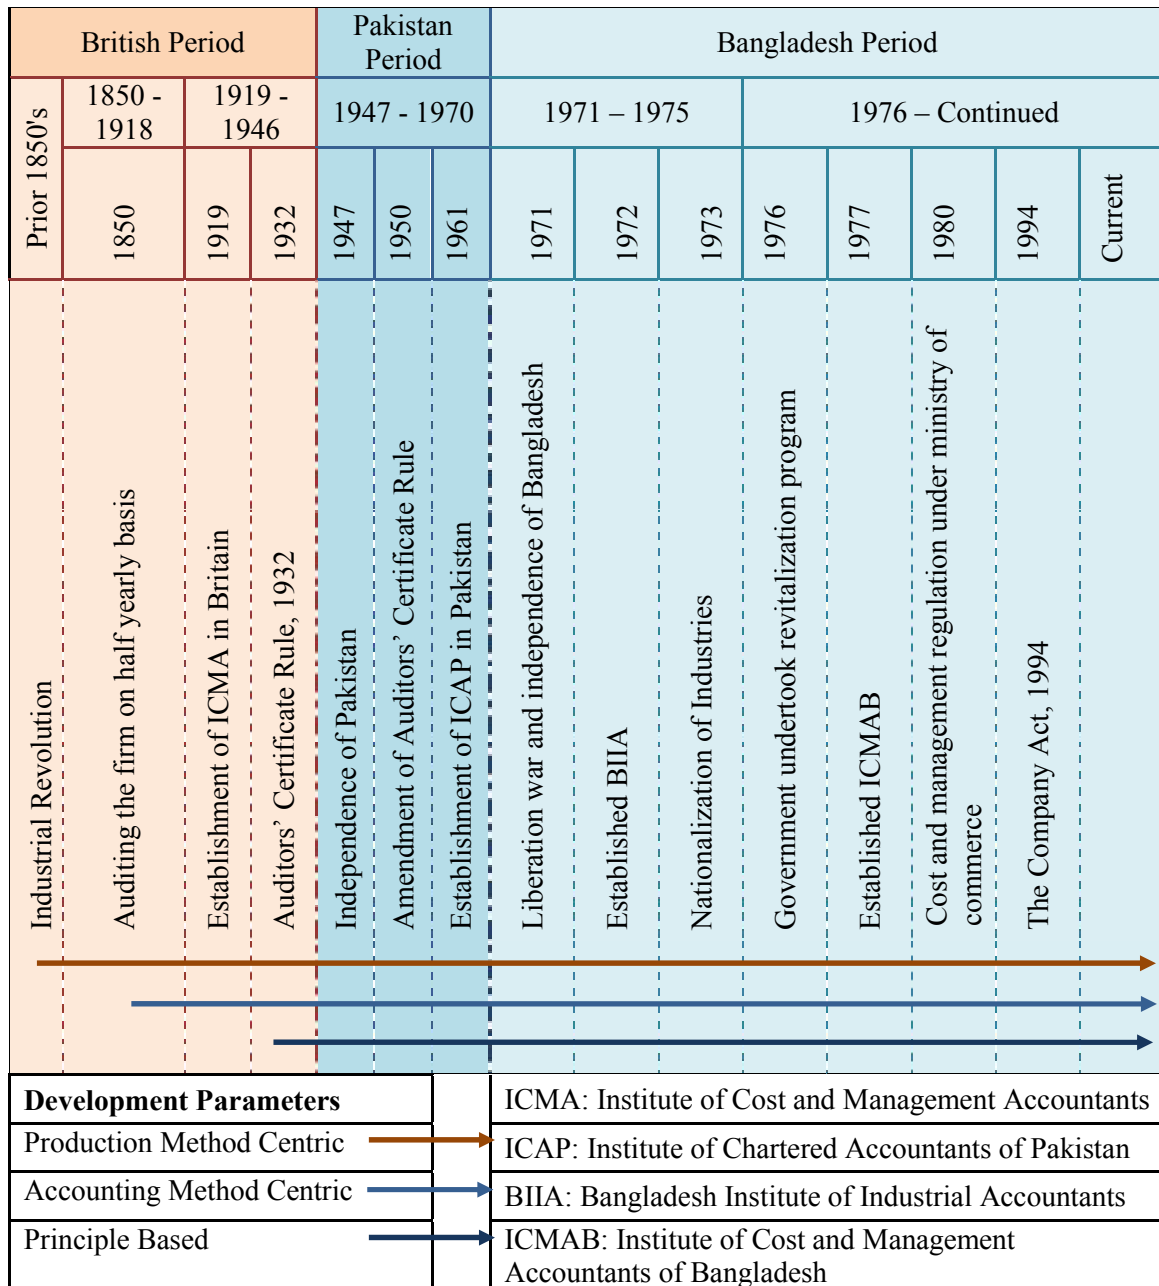 British Period
Pakistan
Period
Bangladesh Period
Prior 1850's
1850 -
1918
1919 -
1946
1947 - 1970
1971 – 1975
1976 – Continued
1850
1919
1932
1947
1950
1961
1971
1972
1973
1976
1977
1980
1994
Current
Industrial Revolution
Auditing the firm on half yearly basis
Establishment of ICMA in Britain
Auditors’ Certificate Rule, 1932
Independence of Pakistan
Amendment of Auditors’ Certificate Rule
Establishment of ICAP in Pakistan
Liberation war and independence of Bangladesh
Established BIIA
Nationalization of Industries
Government undertook revitalization program
Established ICMAB
Cost and management regulation under ministry of
commerce
The Company Act, 1994
Development Parameters
ICMA: Institute of Cost and Management Accountants
Production Method Centric
ICAP: Institute of Chartered Accountants of Pakistan
Accounting Method Centric
BIIA: Bangladesh Institute of Industrial Accountants
Principle Based
ICMAB: Institute of Cost and Management
Accountants of Bangladesh